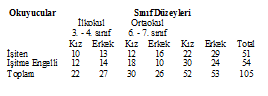 Okuyucular Sınıf Düzeyleri
İlkokul Ortaokul
3. - 4. sınıf 6. - 7. sınıf
Kız Erkek Kız Erkek Kız Erkek Total
İşiten 10 13 12 16 22 29 51
İşitme Engelli 12 14 18 10 30 24 54
Toplam 22 27 30 26 52 53 105